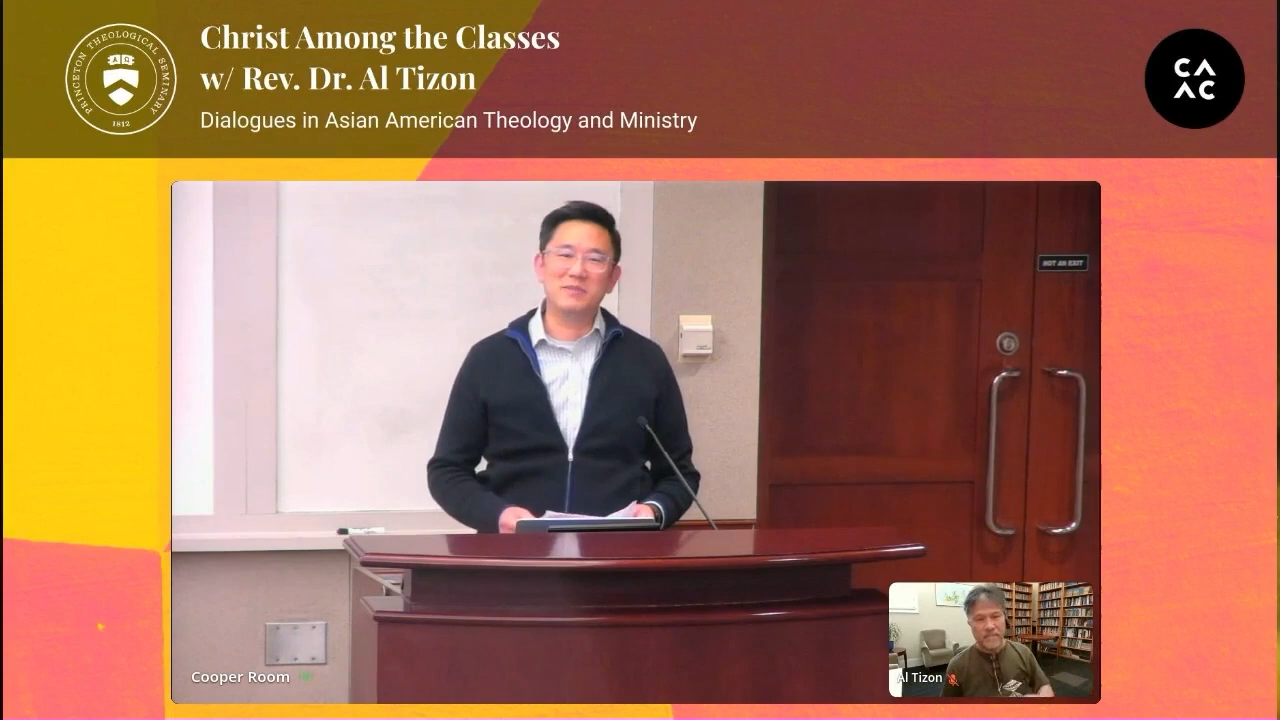 Christ Among the Classes
w/ Rev. Dr. Al Tizon
Dialogues in Asian American Theology and Ministry
PRINCETON THEOLOGICAL SEMINARY
1812
CA
AC
NOT AN EXIT
Cooper Room
Al Tizon